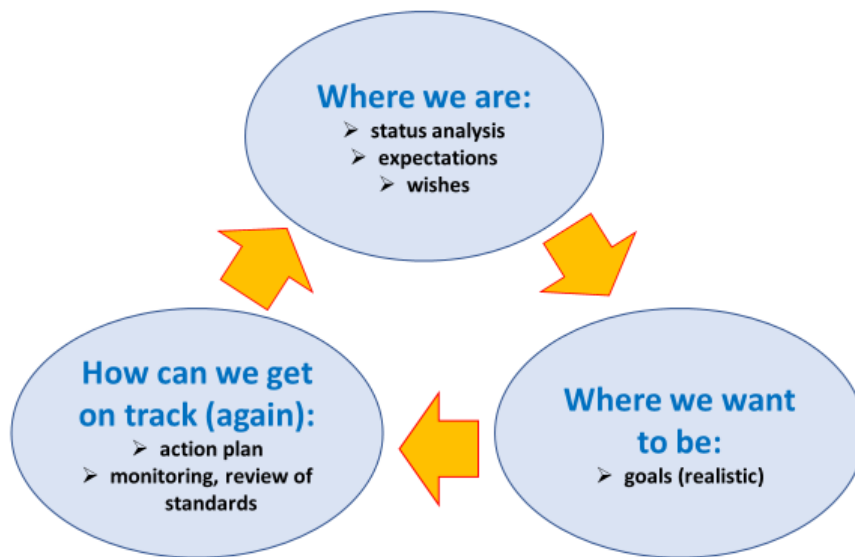 Where we are:
➢ status analysis
➢ expectations
➢ wishes
How can we get
on track (again):
➢ action plan
➢ monitoring, review of
standards
Where we want
to be:
➢ goals (realistic)